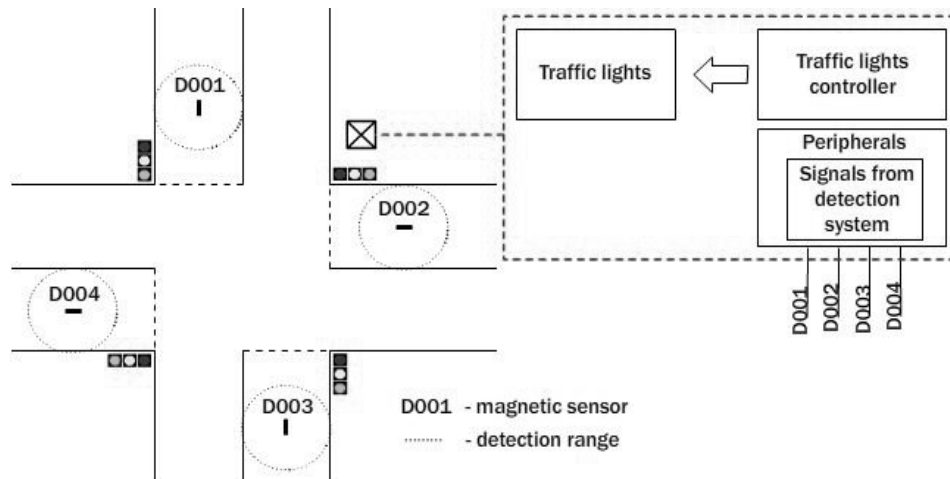 D001
Traffic lights
Traffic lights
controller
Peripherals
Signals from
detection
system
D002
D004
D001
D002
D003
D004
D003
D001 - magnetic sensor
- detection range